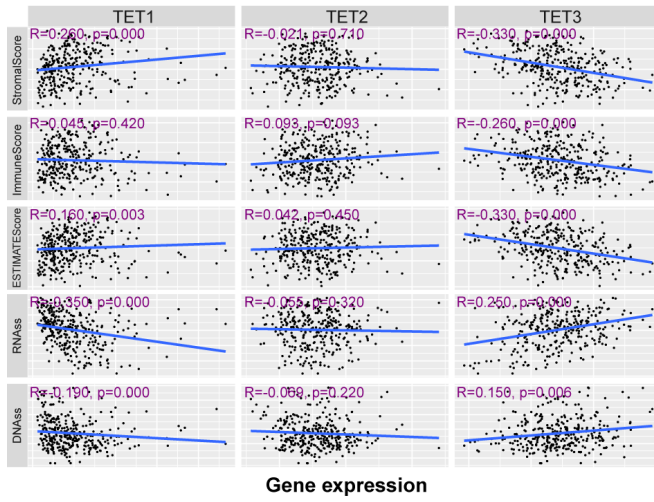 TET1 TET2 TET3
StromalScore R=0.260, p=0.000 R=-0.021, p=0.710 R=-0.330, p=0.000
ImmuneScore R=0.045, p=0.420 R=0.093, p=0.093 R=-0.260, p=0.000
ESTIMATEScore R=0.160, p=0.003 R=0.042, p=0.450 R=-0.330, p=0.000
RNAss R=-0.350, p=0.000 R=-0.055, p=0.320 R=0.250, p=0.000
DNAss R=-0.190, p=0.000 R=-0.069, p=0.220 R=0.150, p=0.006
Gene expression